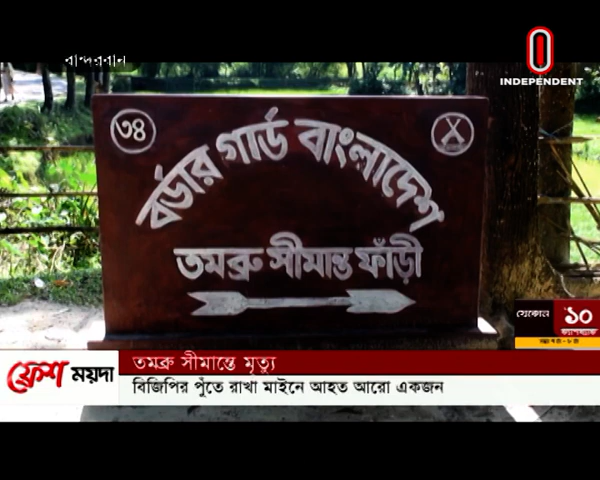 বান্দরবান
INDEPENDENT
৩৪
বর্ডার গার্ড বাংলাদেশ
তমব্রু সীমান্ত ফাঁড়ী
১০
ফ্রেশ ময়দা
তমব্রু সীমান্তে মৃত্যু
বিজিপির পুঁতে রাখা মাইনে আহত আরো একজন